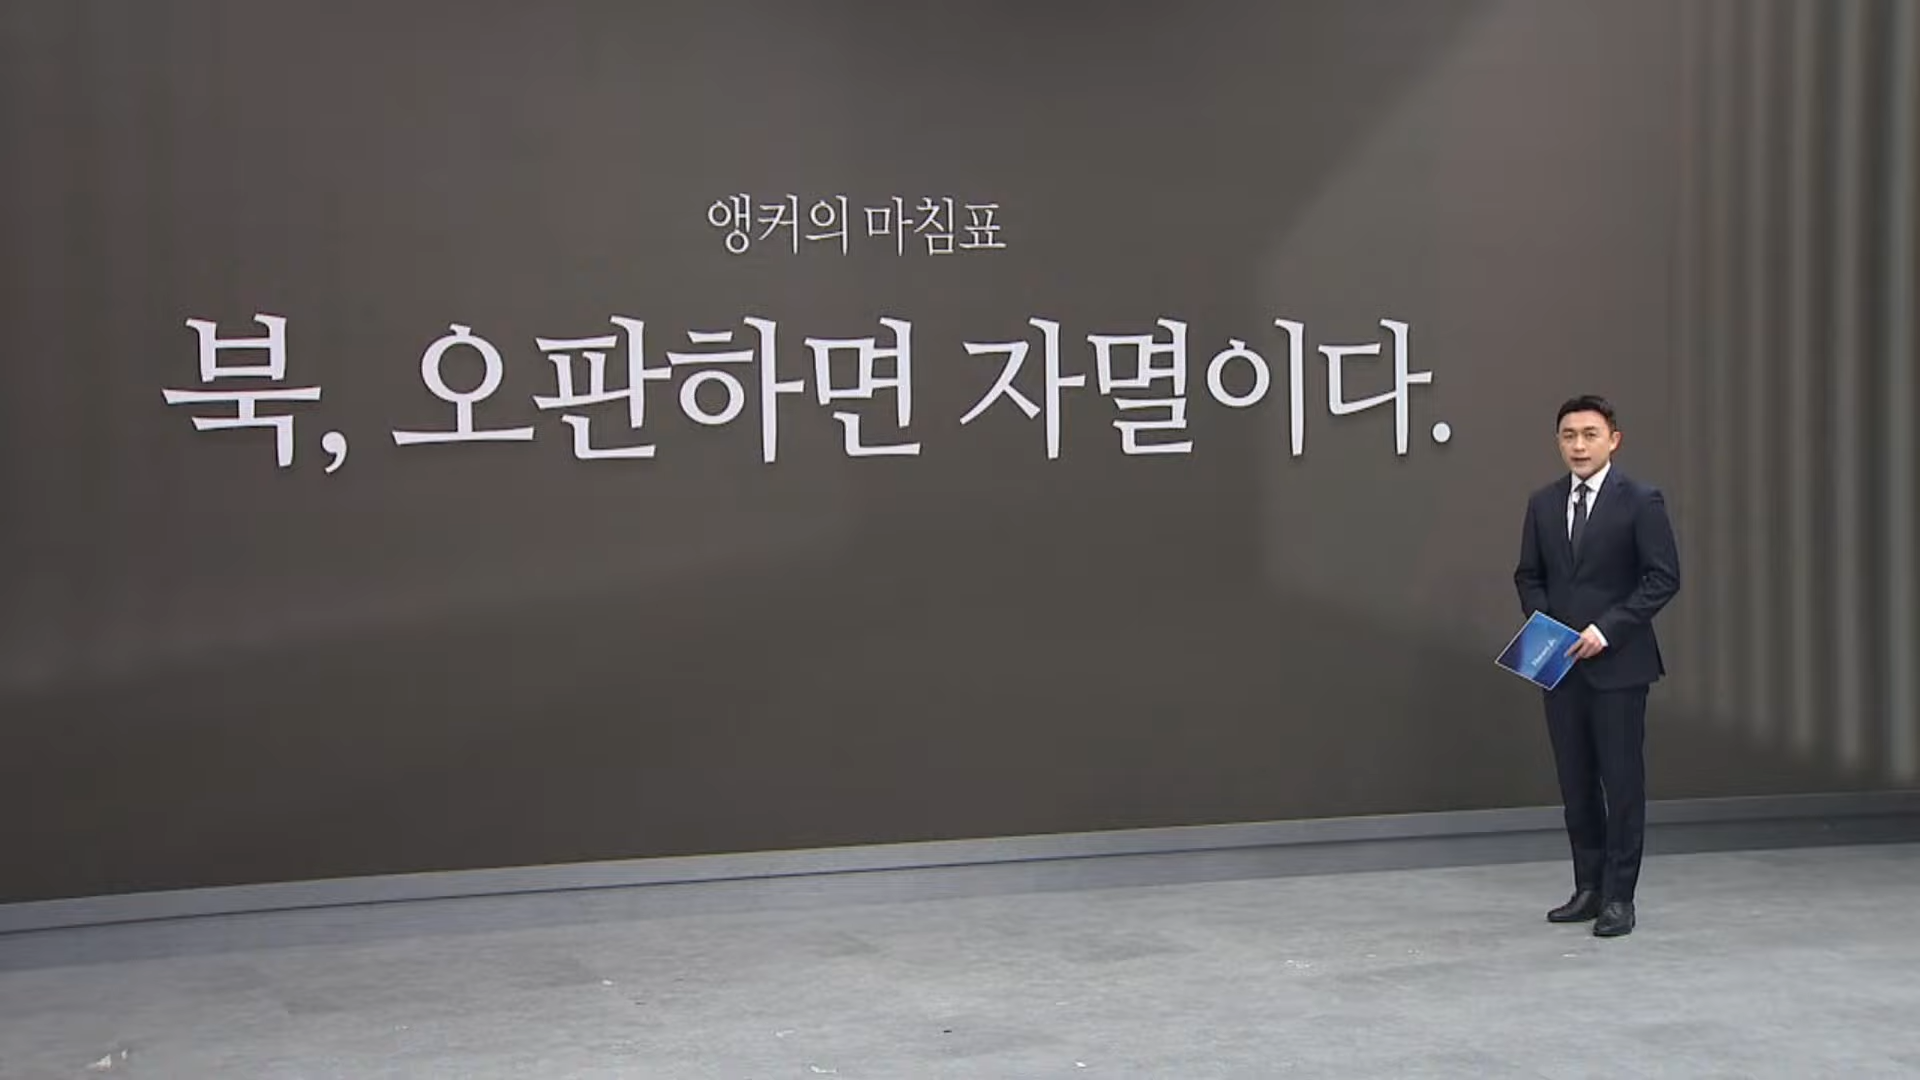 앵커의 마침표
북, 오판하면 자멸이다.